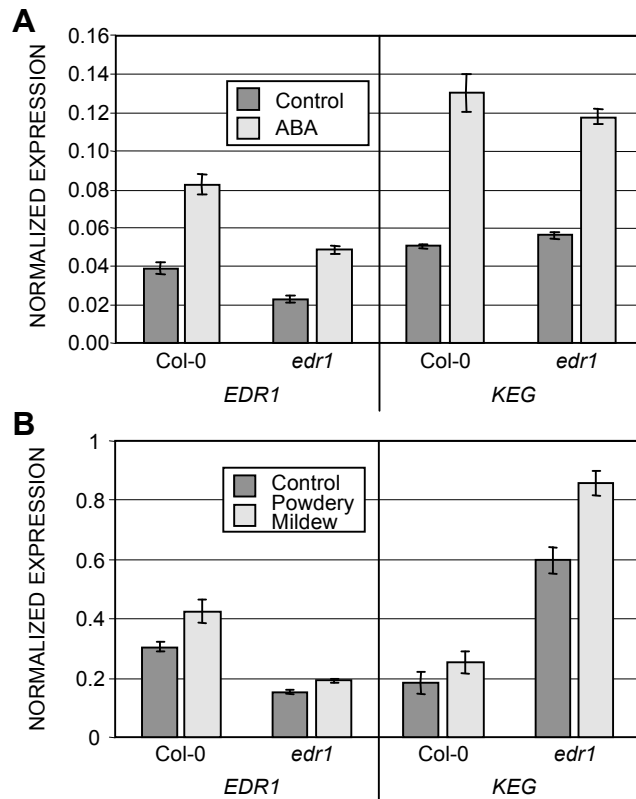 A
NORMALIZED EXPRESSION
0.16
0.14
0.12
0.10
0.08
0.06
0.04
0.02
0.00
Control
ABA
Col-0 edr1 Col-0 edr1
EDR1 KEG
B
NORMALIZED EXPRESSION
1
0.8
0.6
0.4
0.2
0
Control
Powdery
Mildew
Col-0 edr1 Col-0 edr1
EDR1 KEG